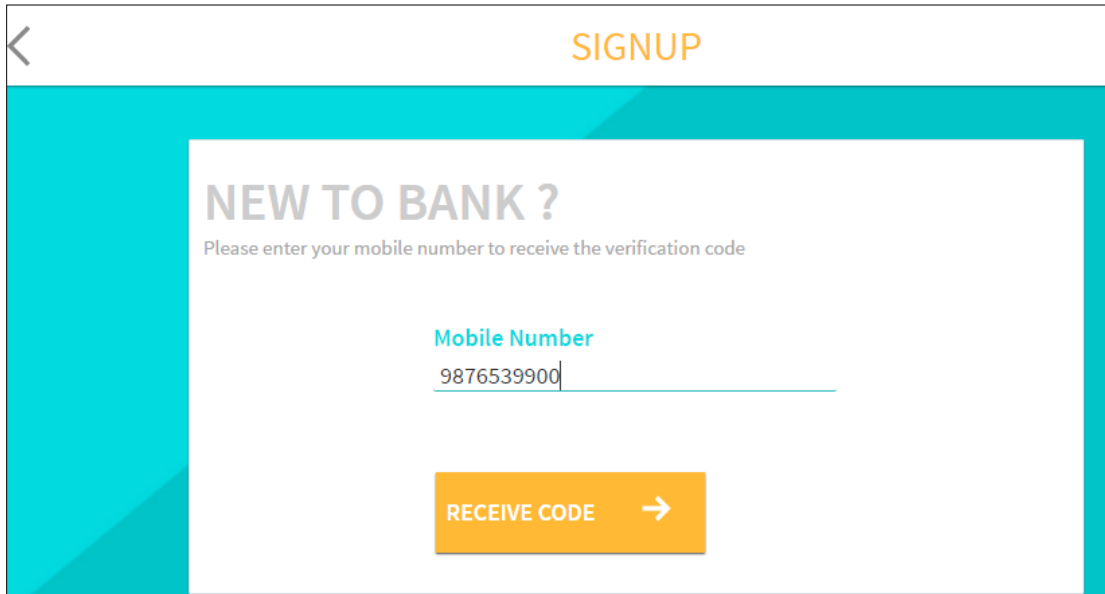 SIGNUP
NEW TO BANK ?
Please enter your mobile number to receive the verification code
Mobile Number
9876539900
RECEIVE CODE